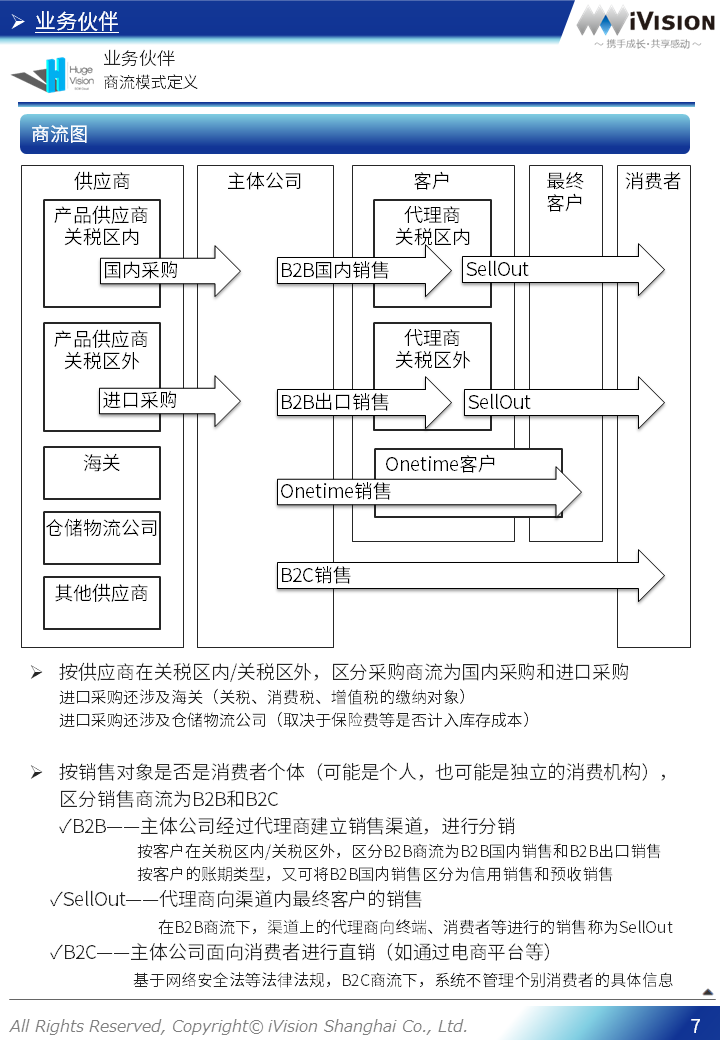 ➢ 业务伙伴
iVISION
～ 携手成长·共享感动 ～
Huge
Vision
业务伙伴
商流模式定义
商流图
供应商
主体公司
客户
最终
客户
消费者
产品供应商
关税区内
代理商
关税区内
国内采购
B2B国内销售
SellOut
产品供应商
关税区外
代理商
关税区外
进口采购
B2B出口销售
SellOut
海关
Onetime客户
Onetime销售
仓储物流公司
B2C销售
其他供应商
➢ 按供应商在关税区内/关税区外，区分采购商流为国内采购和进口采购
进口采购还涉及海关（关税、消费税、增值税的缴纳对象）
进口采购还涉及仓储物流公司（取决于保险费等是否计入库存成本）
➢ 按销售对象是否是消费者个体（可能是个人，也可能是独立的消费机构），
区分销售商流为B2B和B2C
✓B2B——主体公司经过代理商建立销售渠道，进行分销
按客户在关税区内/关税区外，区分B2B商流为B2B国内销售和B2B出口销售
按客户的账期类型，又可将B2B国内销售区分为信用销售和预收销售
✓SellOut——代理商向渠道内最终客户的销售
在B2B商流下，渠道上的代理商向终端、消费者等进行的销售称为SellOut
✓B2C——主体公司面向消费者进行直销（如通过电商平台等）
基于网络安全法等法律法规，B2C商流下，系统不管理个别消费者的具体信息
All Rights Reserved, Copyright© iVision Shanghai Co., Ltd.
7